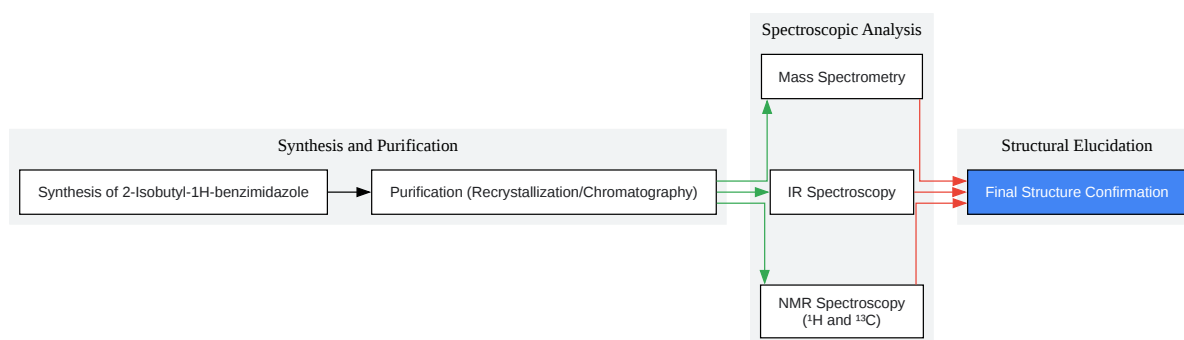 Synthesis and Purification
Synthesis of 2-Isobutyl-1H-benzimidazole
Purification (Recrystallization/Chromatography)
Spectroscopic Analysis
Mass Spectrometry
IR Spectroscopy
NMR Spectroscopy
(¹H and ¹³C)
Structural Elucidation
Final Structure Confirmation